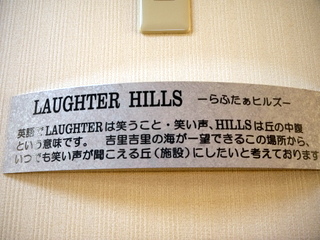 LAUGHTER HILLS ーらふたぁヒルズー
英語でLAUGHTERは笑うこと・笑い声、HILLSは丘の中腹
という意味です。 吉里吉里の海が一望できるこの場所から、
いつでも笑い声が聞こえる丘（施設）にしたいと考えております